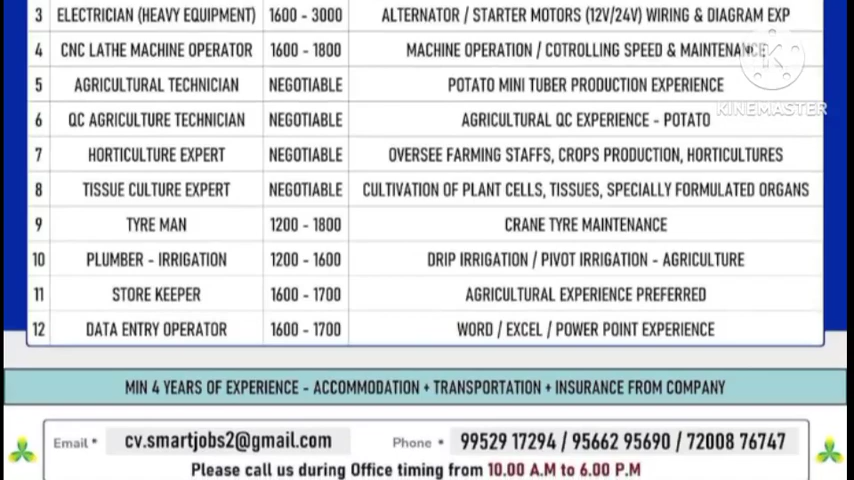 3 ELECTRICIAN (HEAVY EQUIPMENT) 1600 - 3000 ALTERNATOR / STARTER MOTORS (12V/24V) WIRING & DIAGRAM EXP
4 CNC LATHE MACHINE OPERATOR 1600 - 1800 MACHINE OPERATION / COTROLLING SPEED & MAINTENANCE
5 AGRICULTURAL TECHNICIAN NEGOTIABLE POTATO MINI TUBER PRODUCTION EXPERIENCE
KINEMASTER
6 QC AGRICULTURE TECHNICIAN NEGOTIABLE AGRICULTURAL QC EXPERIENCE - POTATO
7 HORTICULTURE EXPERT NEGOTIABLE OVERSEE FARMING STAFFS, CROPS PRODUCTION, HORTICULTURES
8 TISSUE CULTURE EXPERT NEGOTIABLE CULTIVATION OF PLANT CELLS, TISSUES, SPECIALLY FORMULATED ORGANS
9 TYRE MAN 1200 - 1800 CRANE TYRE MAINTENANCE
10 PLUMBER - IRRIGATION 1200 - 1600 DRIP IRRIGATION / PIVOT IRRIGATION - AGRICULTURE
11 STORE KEEPER 1600 - 1700 AGRICULTURAL EXPERIENCE PREFERRED
12 DATA ENTRY OPERATOR 1600 - 1700 WORD / EXCEL / POWER POINT EXPERIENCE
MIN 4 YEARS OF EXPERIENCE - ACCOMMODATION + TRANSPORTATION + INSURANCE FROM COMPANY
Email • cv.smartjobs2@gmail.com Phone • 99529 17294 / 95662 95690 / 72008 76747
Please call us during Office timing from 10.00 A.M to 6.00 P.M